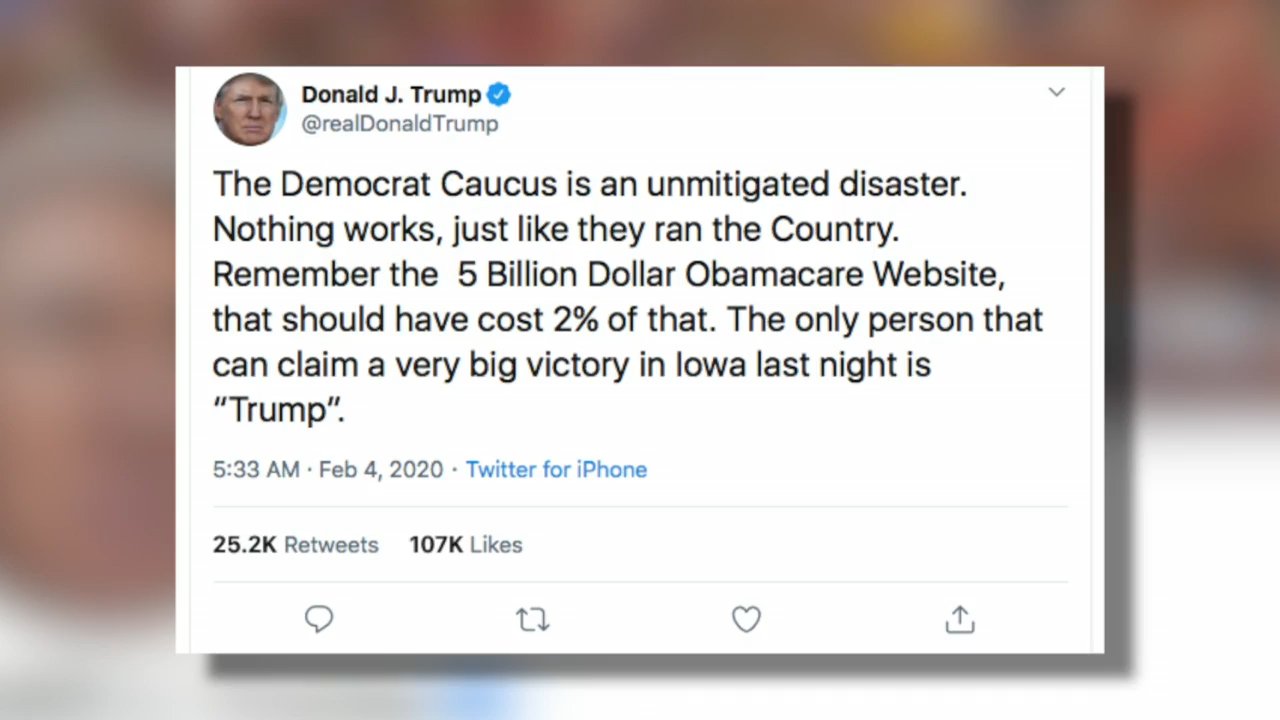 Donald J. Trump
@realDonaldTrump
The Democrat Caucus is an unmitigated disaster.
Nothing works, just like they ran the Country.
Remember the  5 Billion Dollar Obamacare Website,
that should have cost 2% of that. The only person that
can claim a very big victory in Iowa last night is
“Trump”.
5:33 AM · Feb 4, 2020 · Twitter for iPhone
25.2K Retweets 107K Likes